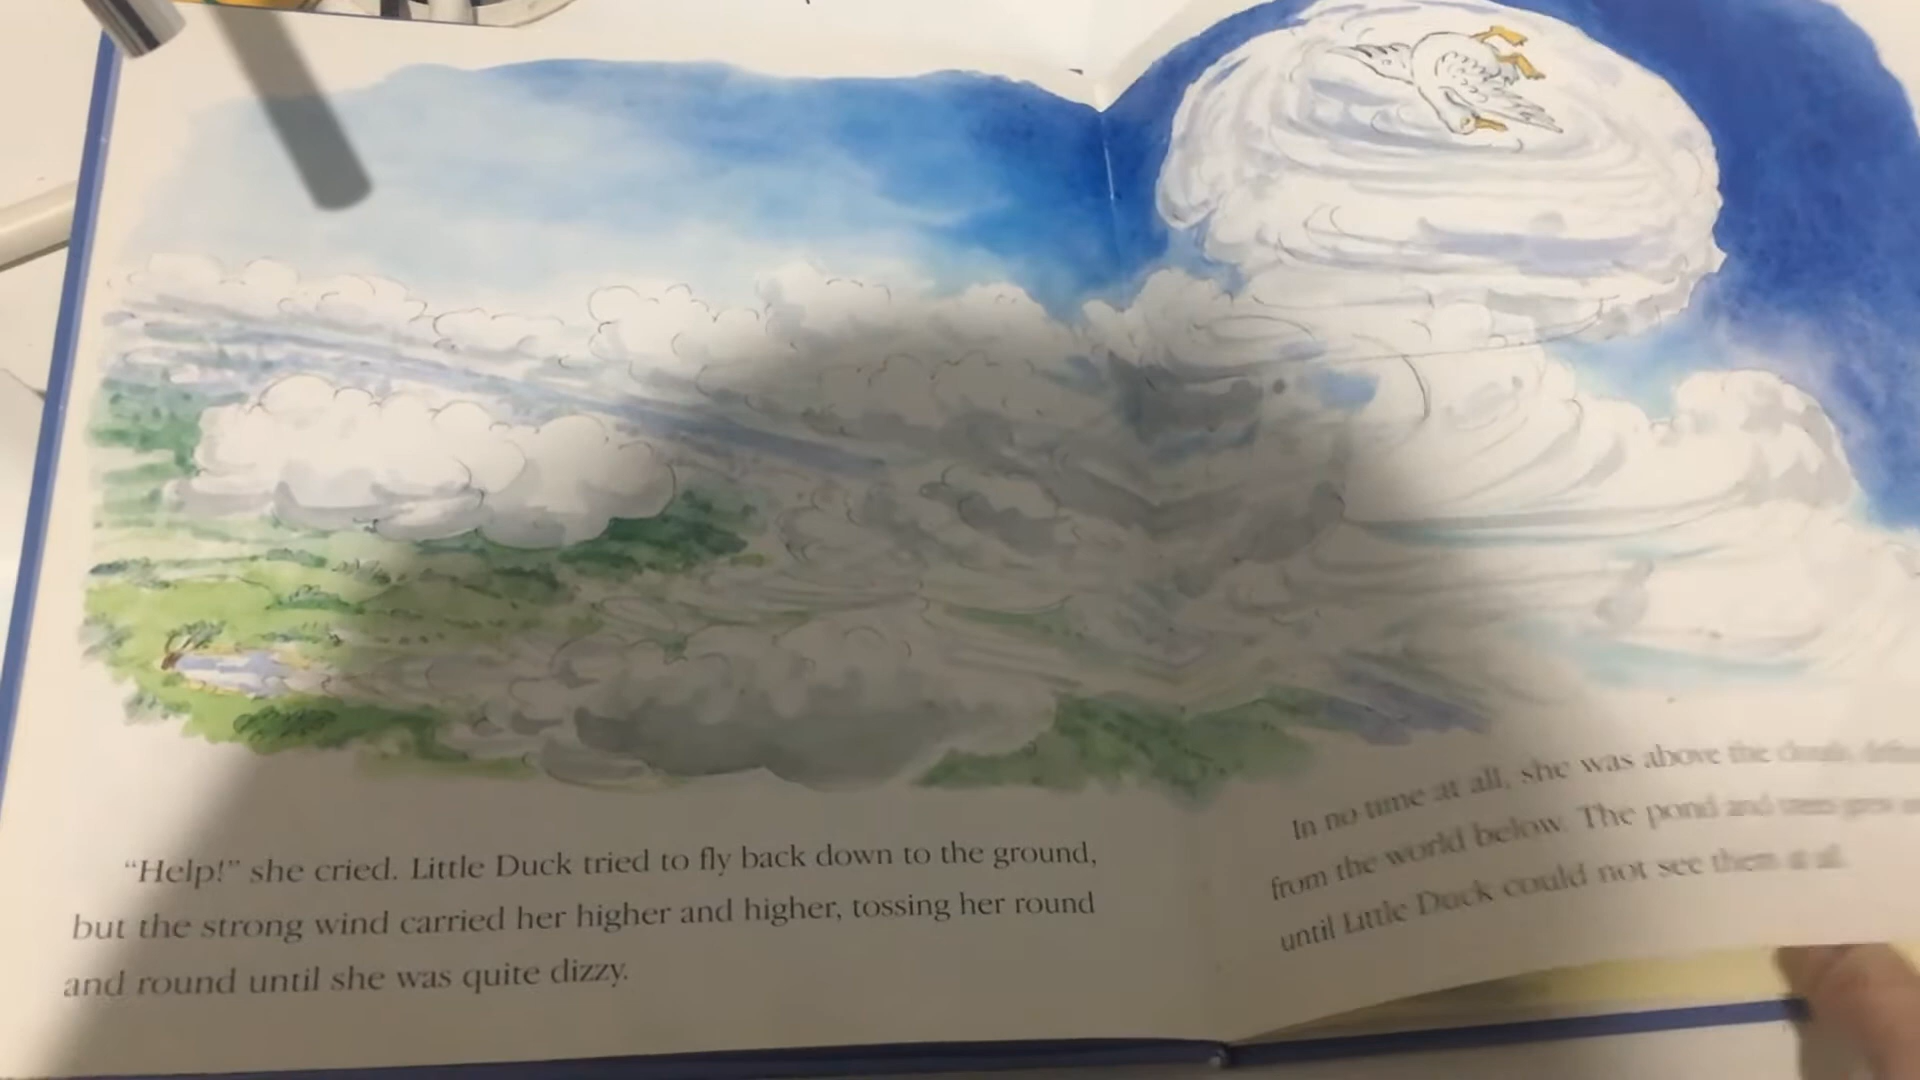 “Help!” she cried. Little Duck tried to fly back down to the ground,
but the strong wind carried her higher and higher, tossing her round
and round until she was quite dizzy.
In no time at all, she was above the clouds,
from the world below. The pond and trees grew
until Little Duck could not see them at all.